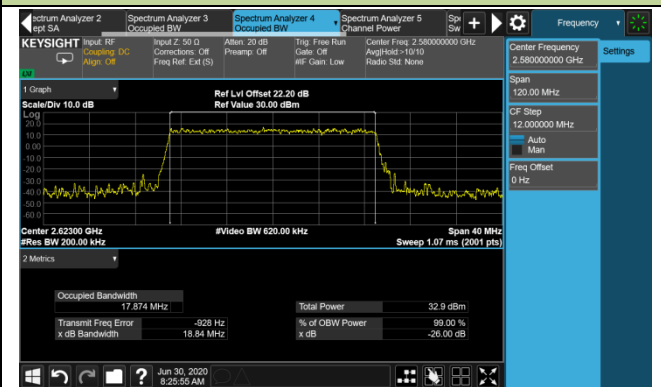 ectrum Analyzer 2
ept SA
Spectrum Analyzer 3
Occupied BW
Spectrum Analyzer 4
Occupied BW
Spectrum Analyzer 5
Channel Power
Sp
Sw
Frequency
KEYSIGHT
Input: RF
Coupling: DC
Align: Off
Input Z: 50 Ω
Corrections: Off
Freq Ref: Ext (S)
Atten: 20 dB
Preamp: Off
Trig: Free Run
Gate: Off
#IF Gain: Low
Center Freq: 2.580000000 GHz
Avg|Hold:>10/10
Radio Std: None
Center Frequency
2.580000000 GHz
Settings
Span
120.00 MHz
CF Step
12.000000 MHz
Auto
Man
Freq Offset
0 Hz
1 Graph
Scale/Div 10.0 dB
Ref Lvl Offset 22.20 dB
Ref Value 30.00 dBm
Log
20.0
10.0
0.00
-10.0
-20.0
-30.0
-40.0
-50.0
-60.0
Center 2.62300 GHz
#Res BW 200.00 kHz
#Video BW 620.00 kHz
Span 40 MHz
Sweep 1.07 ms (2001 pts)
2 Metrics
Occupied Bandwidth
17.874 MHz
Total Power 32.9 dBm
Transmit Freq Error -928 Hz
% of OBW Power 99.00 %
x dB Bandwidth 18.84 MHz
x dB -26.00 dB
?
Jun 30, 2020
8:25:55 AM